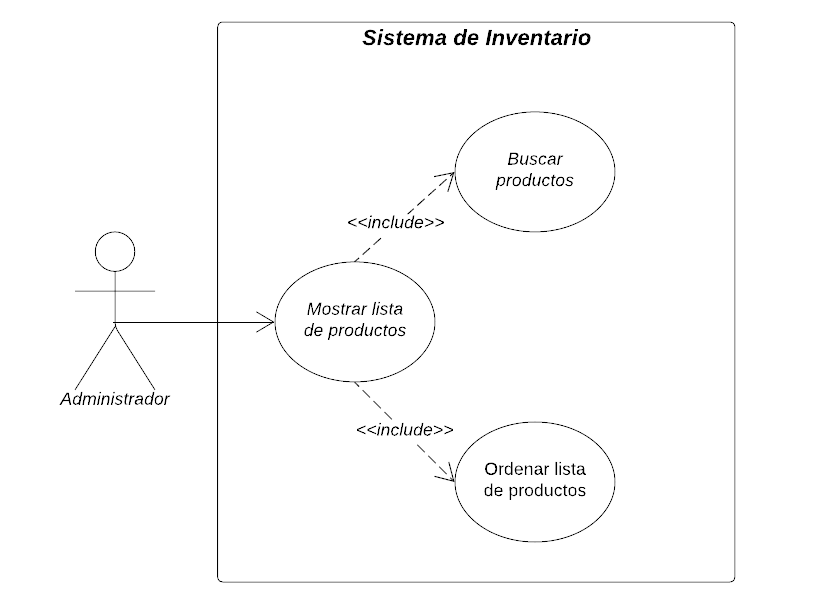 Sistema de Inventario
Buscar
productos
<<include>>
Mostrar lista
de productos
Administrador
<<include>>
Ordenar lista
de productos